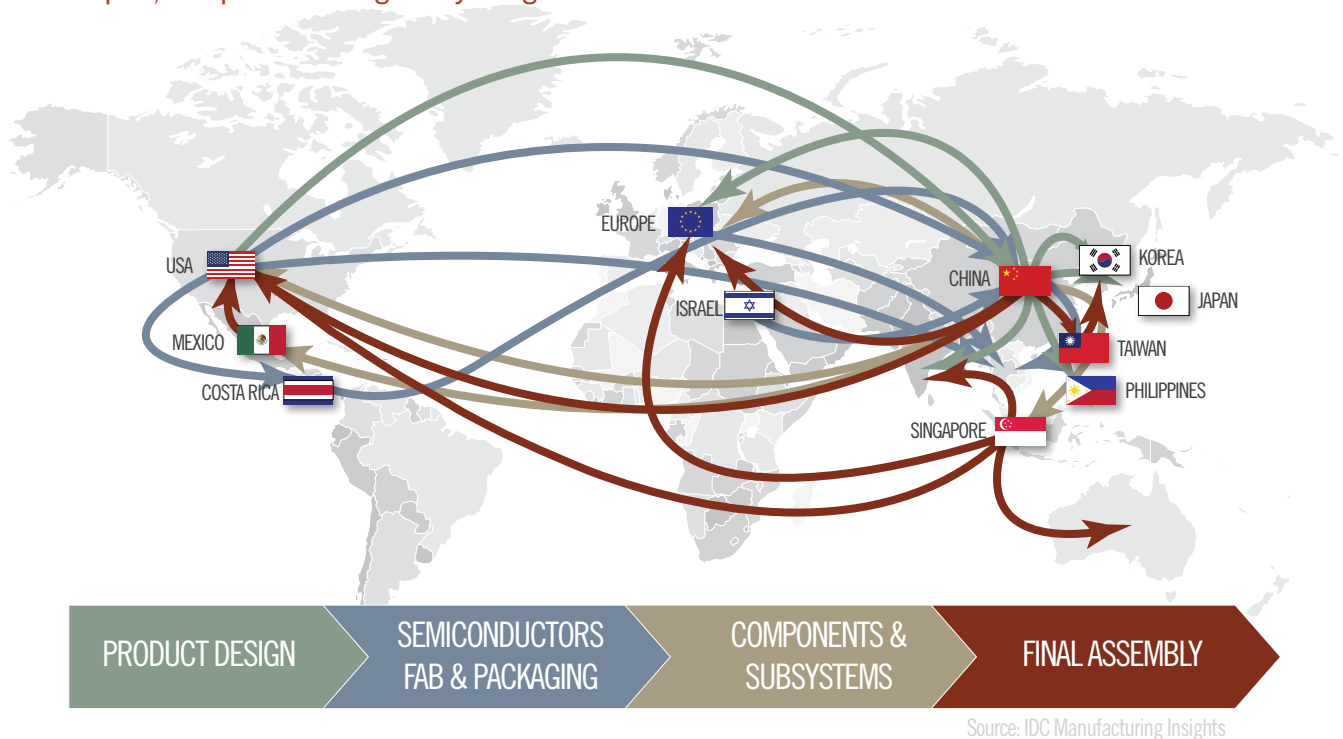 EUROPE
USA
KOREA
CHINA
ISRAEL
JAPAN
MEXICO
TAIWAN
COSTA RICA
PHILIPPINES
SINGAPORE
PRODUCT DESIGN
SEMICONDUCTORS
FAB & PACKAGING
COMPONENTS &
SUBSYSTEMS
FINAL ASSEMBLY
Source: IDC Manufacturing Insights